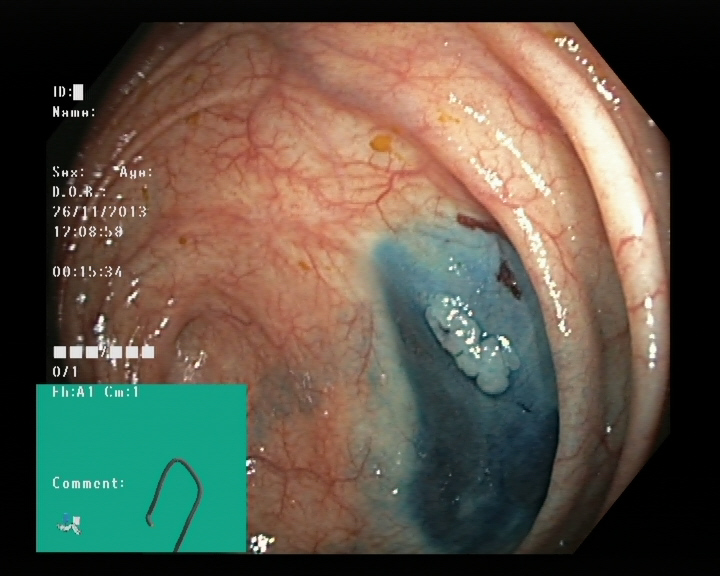 ID:
Name:
Sex: Age:
D.O.B.:
26/11/2013
12:08:59
00:15:34
0/1
Eh:A1 Cm:1
Comment: